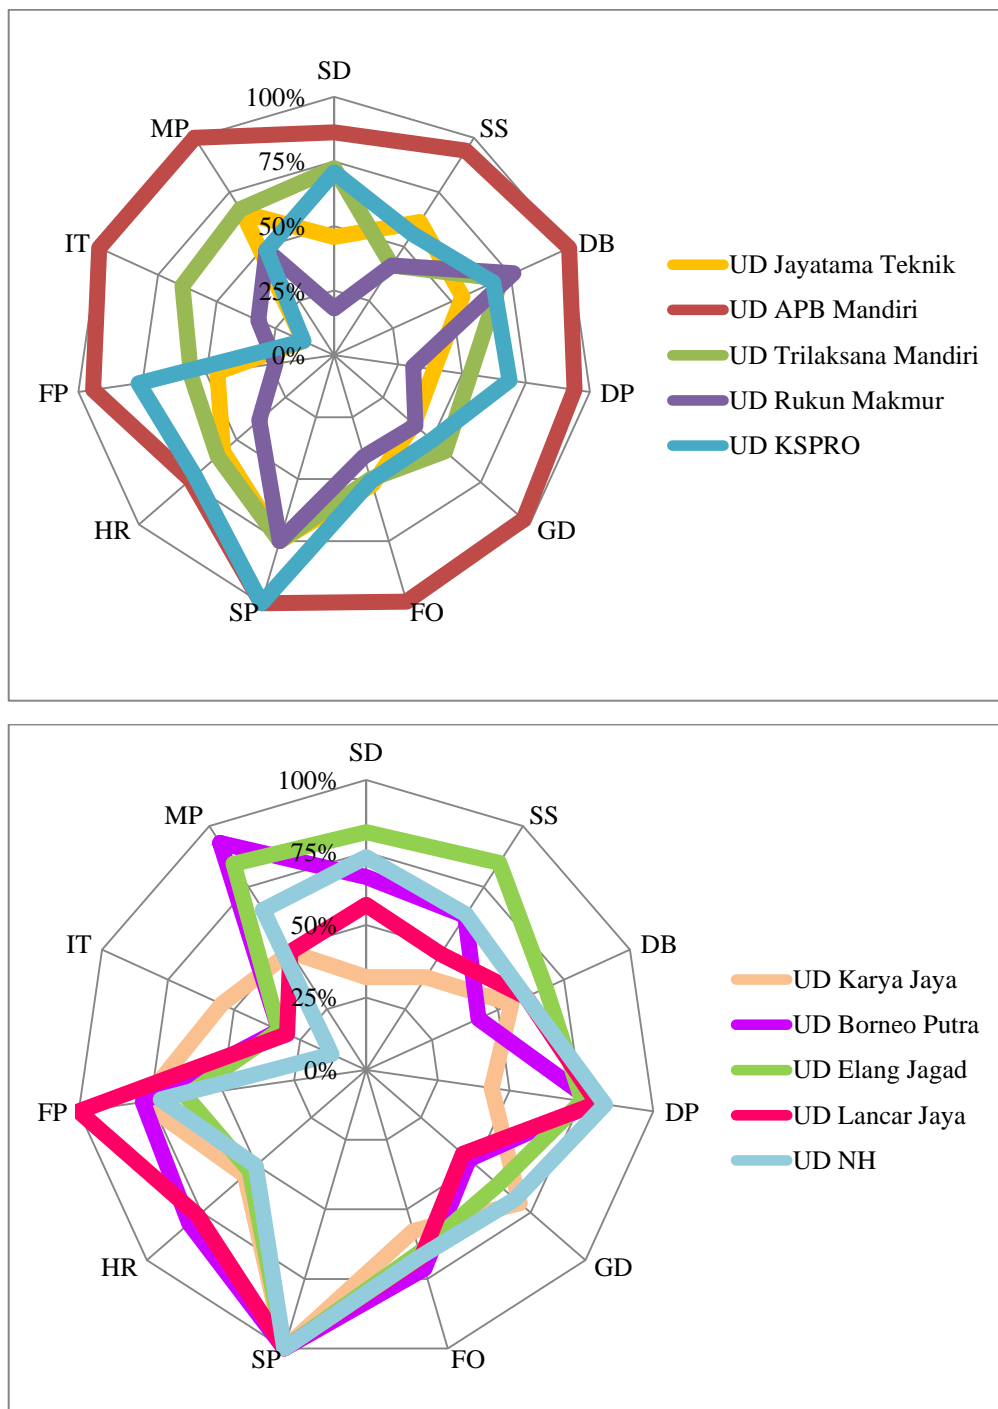 SD
100%
MP
SS
75%
50%
IT
DB
25%
0%
FP
DP
HR
GD
SP
FO
UD Jayatama Teknik
UD APB Mandiri
UD Trilaksana Mandiri
UD Rukun Makmur
UD KSPRO
SD
100%
MP
SS
75%
50%
IT
DB
25%
0%
FP
DP
HR
GD
SP
FO
UD Karya Jaya
UD Borneo Putra
UD Elang Jagad
UD Lancar Jaya
UD NH